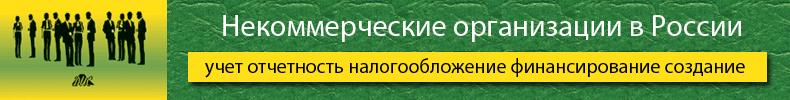 Некоммерческие организации в России
учет отчетность налогообложение финансирование создание